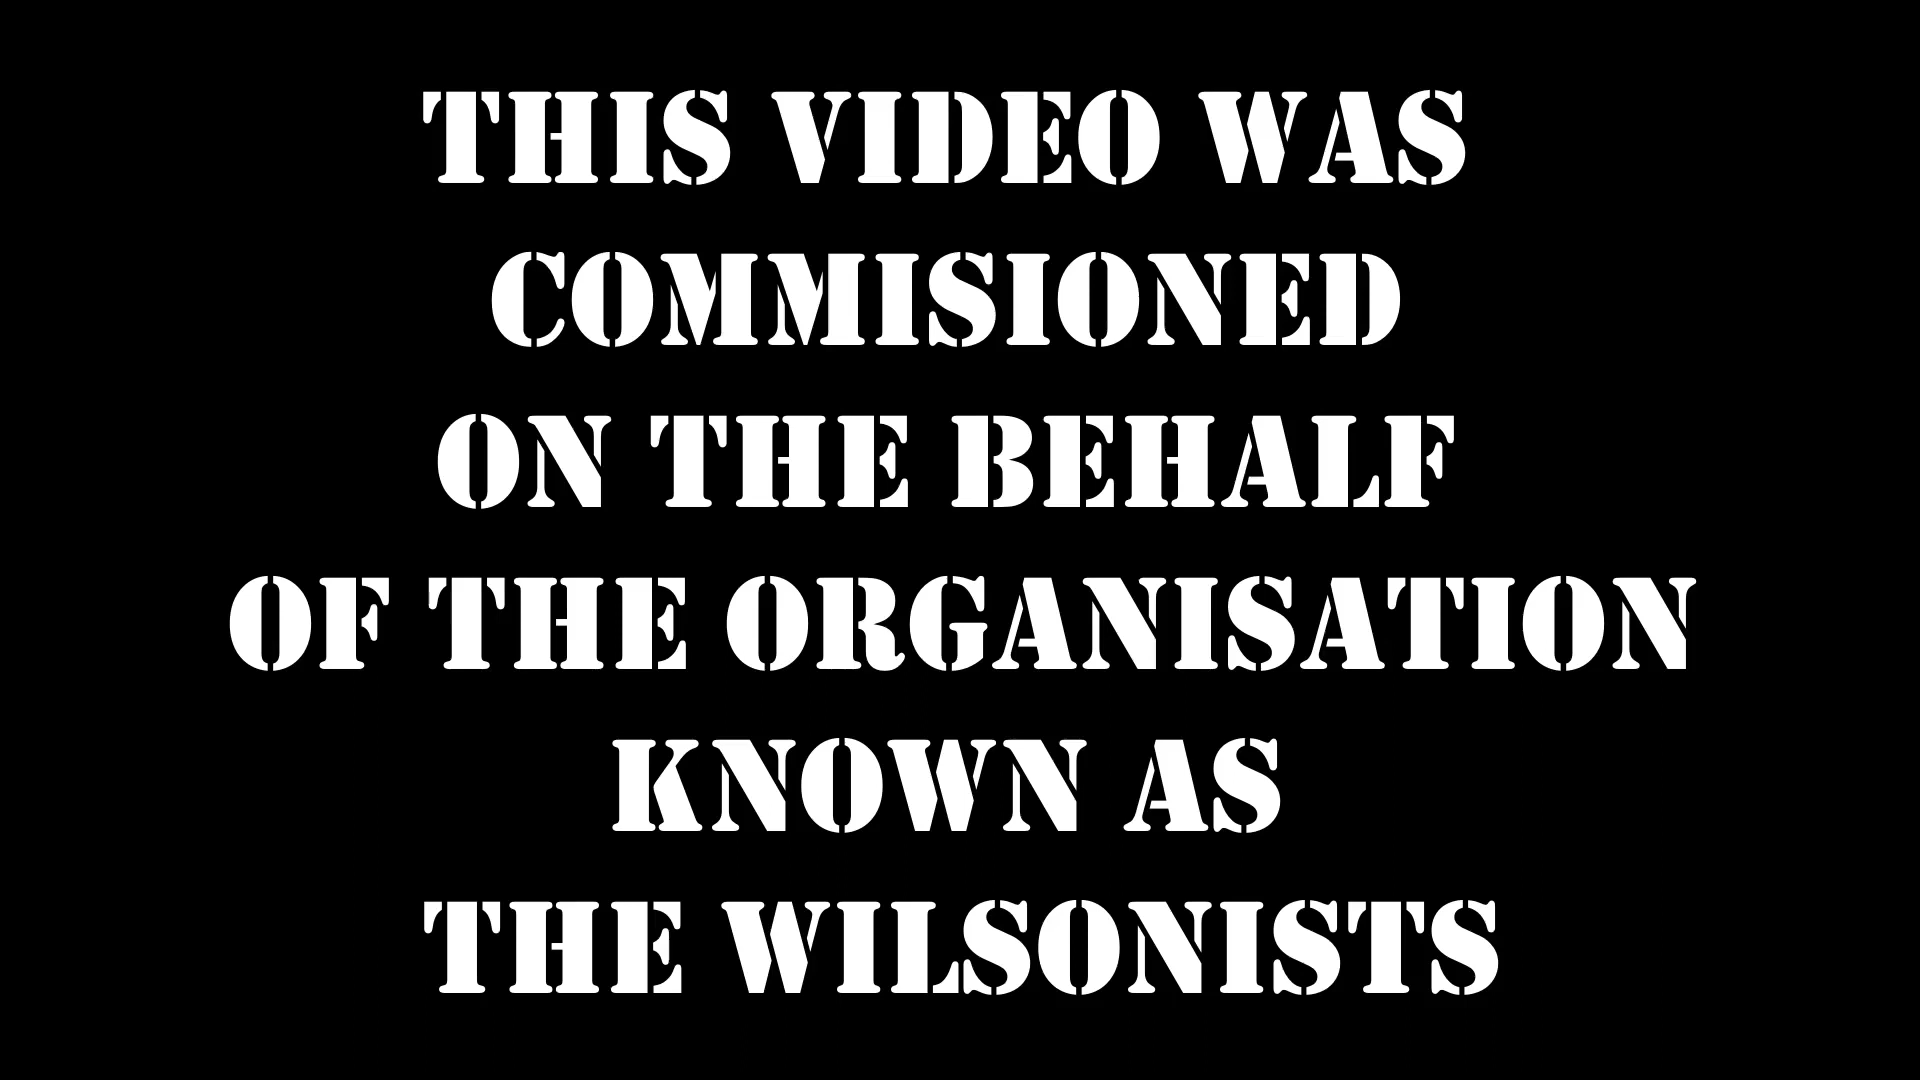 THIS VIDEO WAS
COMMISIONED
ON THE BEHALF
OF THE ORGANISATION
KNOWN AS
THE WILSONISTS